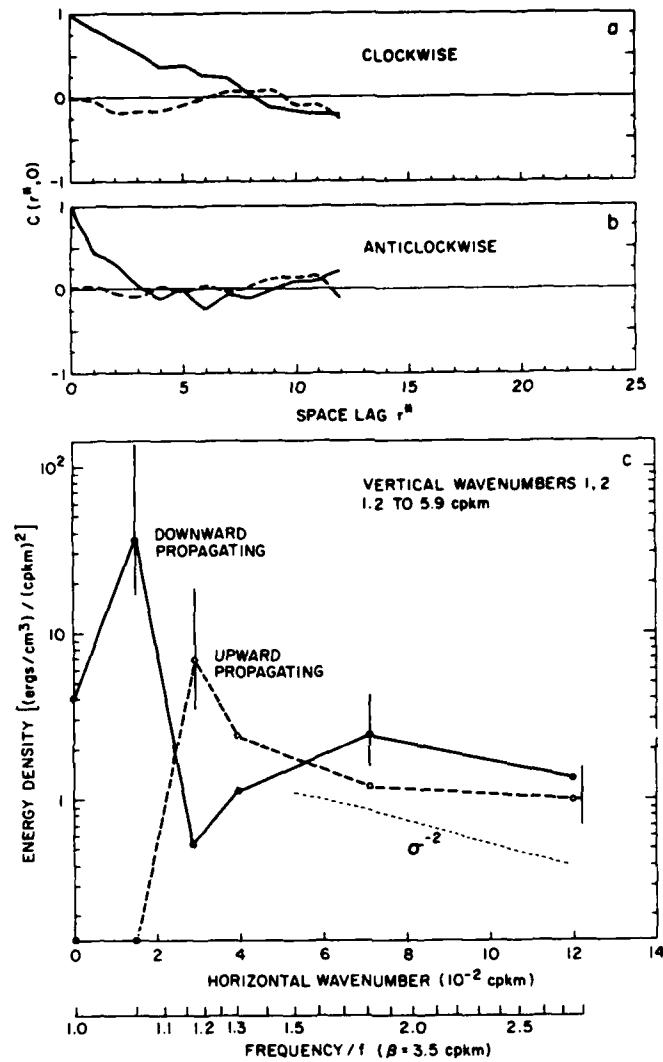 1
a
CLOCKWISE
0
-1
C (r*,0)
1
b
ANTICLOCKWISE
0
-1
0 5 10 15 20 25
SPACE LAG r*
c
10²
VERTICAL WAVENUMBERS 1, 2
1.2 TO 5.9 cpkm
DOWNWARD
PROPAGATING
UPWARD
PROPAGATING
10
1
σ⁻²
ENERGY DENSITY [(ergs/cm³)/(cpkm)²]
0 2 4 6 8 10 12 14
HORIZONTAL WAVENUMBER (10⁻² cpkm)
1.0 1.1 1.2 1.3 1.5 2.0 2.5
FREQUENCY/f (β = 3.5 cpkm)